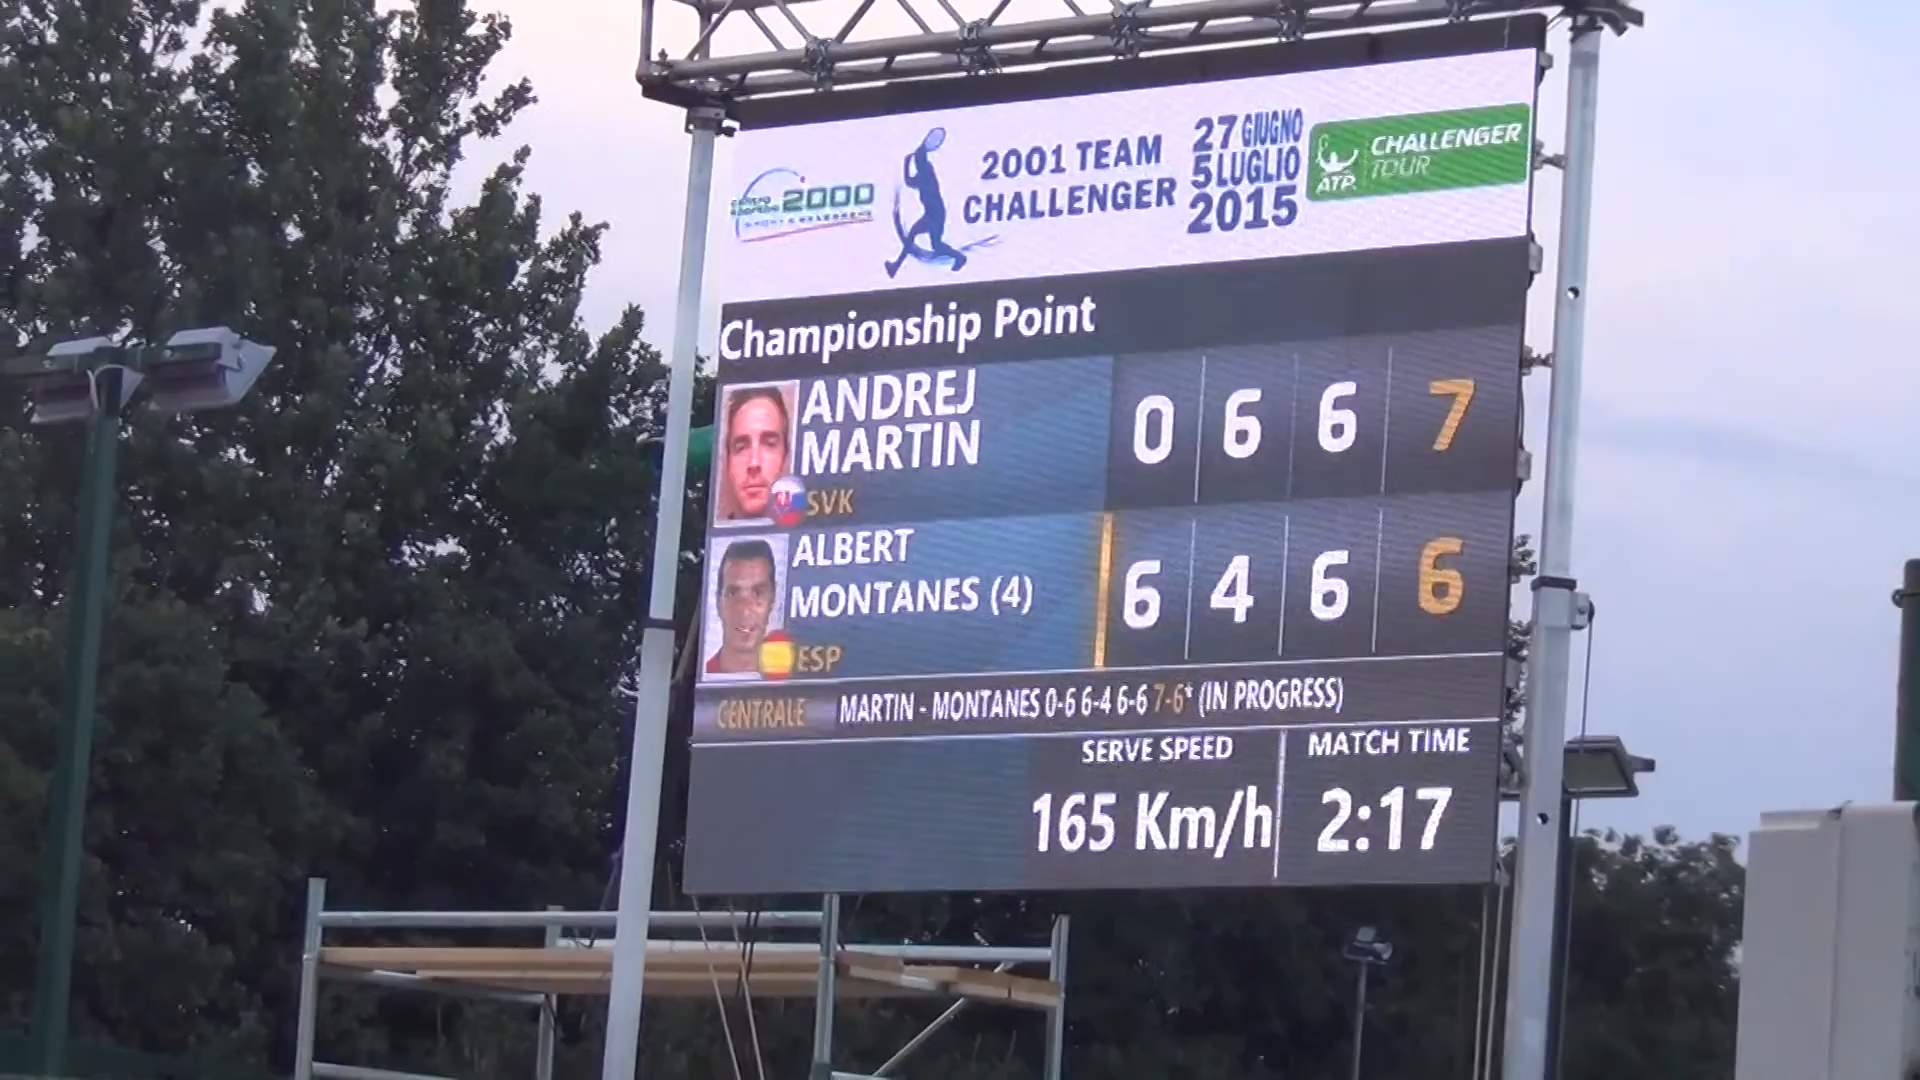 CENTRO
SPORTIVO 2000
2001 TEAM
CHALLENGER
27 GIUGNO
5 LUGLIO
2015
ATP
CHALLENGER
TOUR
Championship Point
ANDREJ
MARTIN
SVK
0 6 6 7
ALBERT
MONTANES (4)
ESP
6 4 6 6
CENTRALE MARTIN - MONTANES 0-6 6-4 6-6 7-6* (IN PROGRESS)
SERVE SPEED MATCH TIME
165 Km/h 2:17